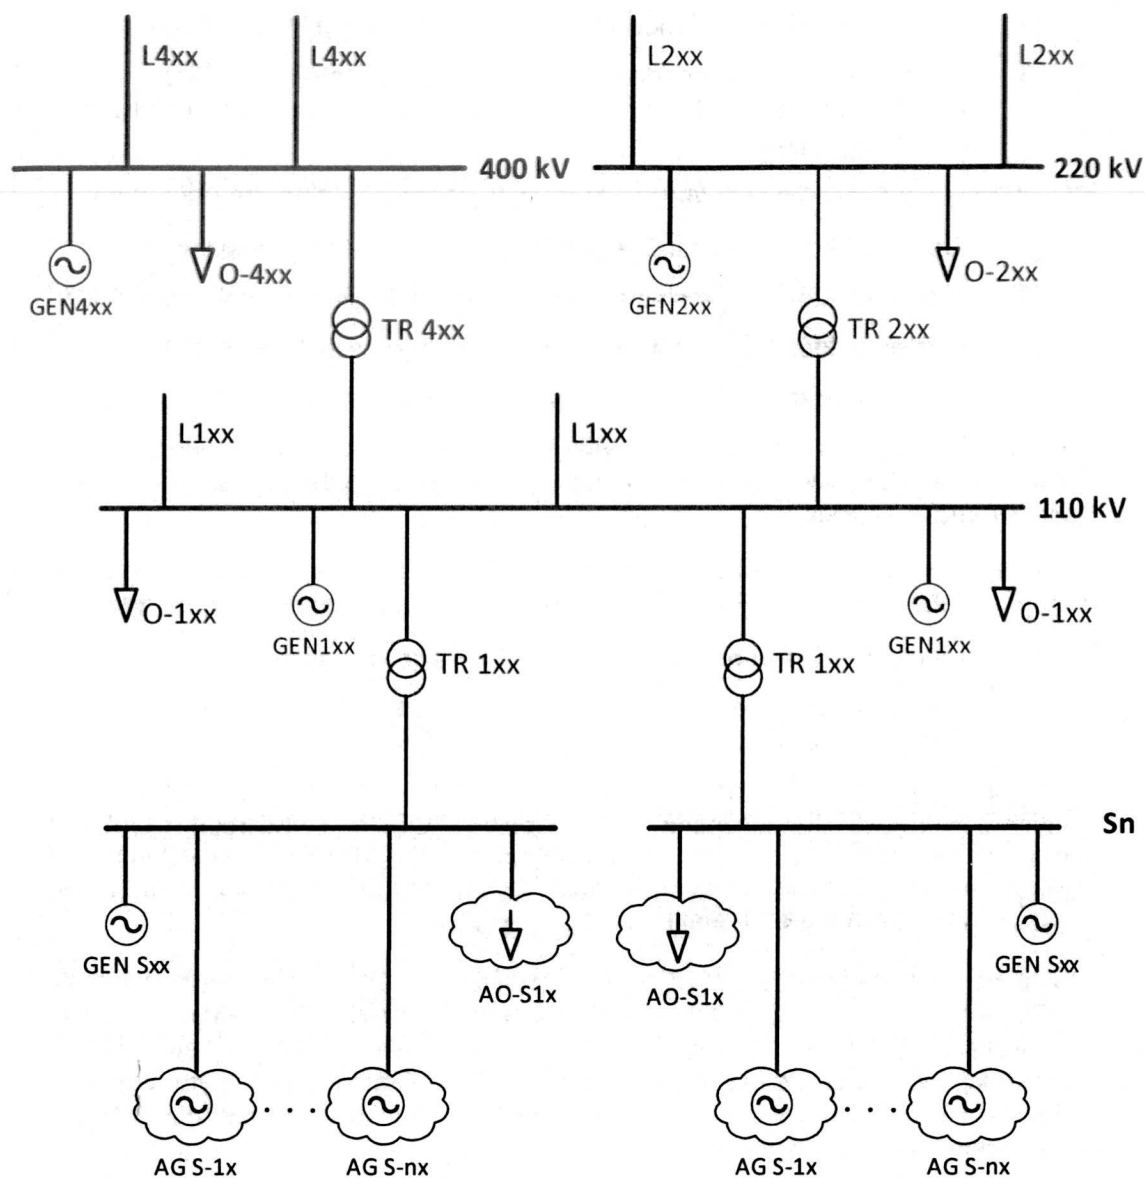 L4xx
L4xx
L2xx
L2xx
400 kV
220 kV
GEN4xx
O-4xx
GEN2xx
O-2xx
TR 4xx
TR 2xx
L1xx
L1xx
110 kV
O-1xx
GEN1xx
GEN1xx
O-1xx
TR 1xx
TR 1xx
Sn
GEN Sxx
AO-S1x
AO-S1x
GEN Sxx
. . . .
. . . .
AG S-1x
AG S-nx
AG S-1x
AG S-nx